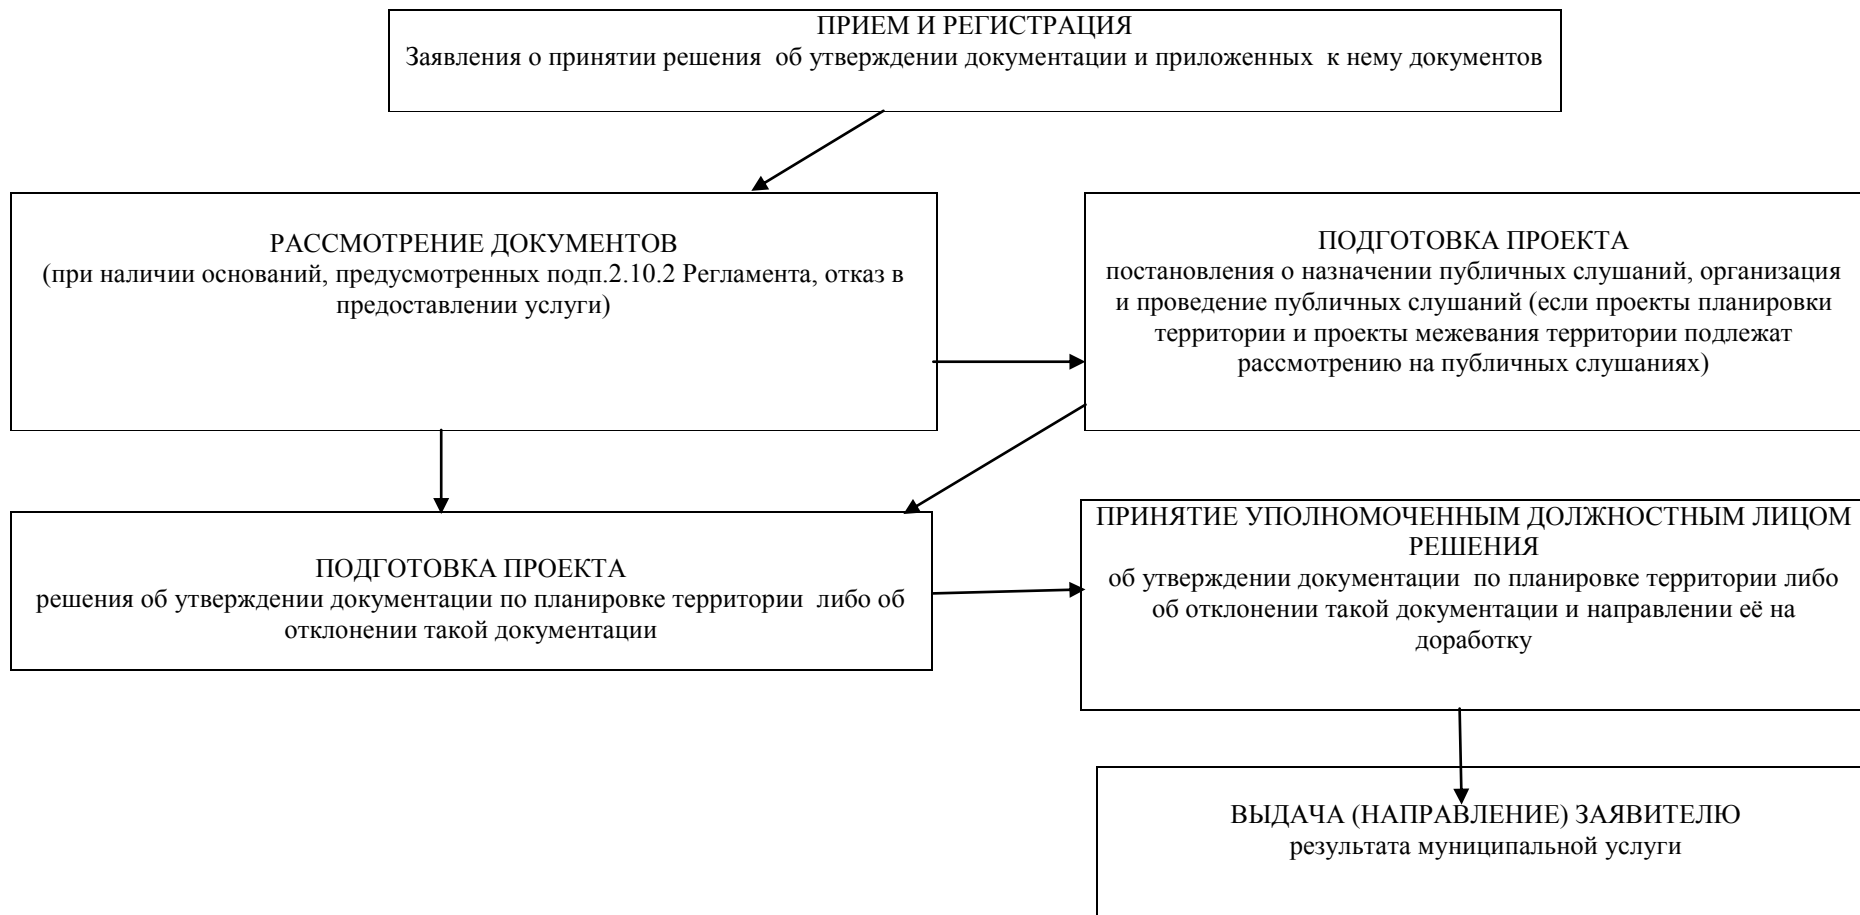 ПРИЕМ И РЕГИСТРАЦИЯ
Заявления о принятии решения об утверждении документации и приложенных к нему документов
РАССМОТРЕНИЕ ДОКУМЕНТОВ
(при наличии оснований, предусмотренных подп.2.10.2 Регламента, отказ в
предоставлении услуги)
ПОДГОТОВКА ПРОЕКТА
постановления о назначении публичных слушаний, организация
и проведение публичных слушаний (если проекты планировки
территории и проекты межевания территории подлежат
рассмотрению на публичных слушаниях)
ПОДГОТОВКА ПРОЕКТА
решения об утверждении документации по планировке территории либо об
отклонении такой документации
ПРИНЯТИЕ УПОЛНОМОЧЕННЫМ ДОЛЖНОСТНЫМ ЛИЦОМ
РЕШЕНИЯ
об утверждении документации по планировке территории либо
об отклонении такой документации и направлении её на
доработку
ВЫДАЧА (НАПРАВЛЕНИЕ) ЗАЯВИТЕЛЮ
результата муниципальной услуги